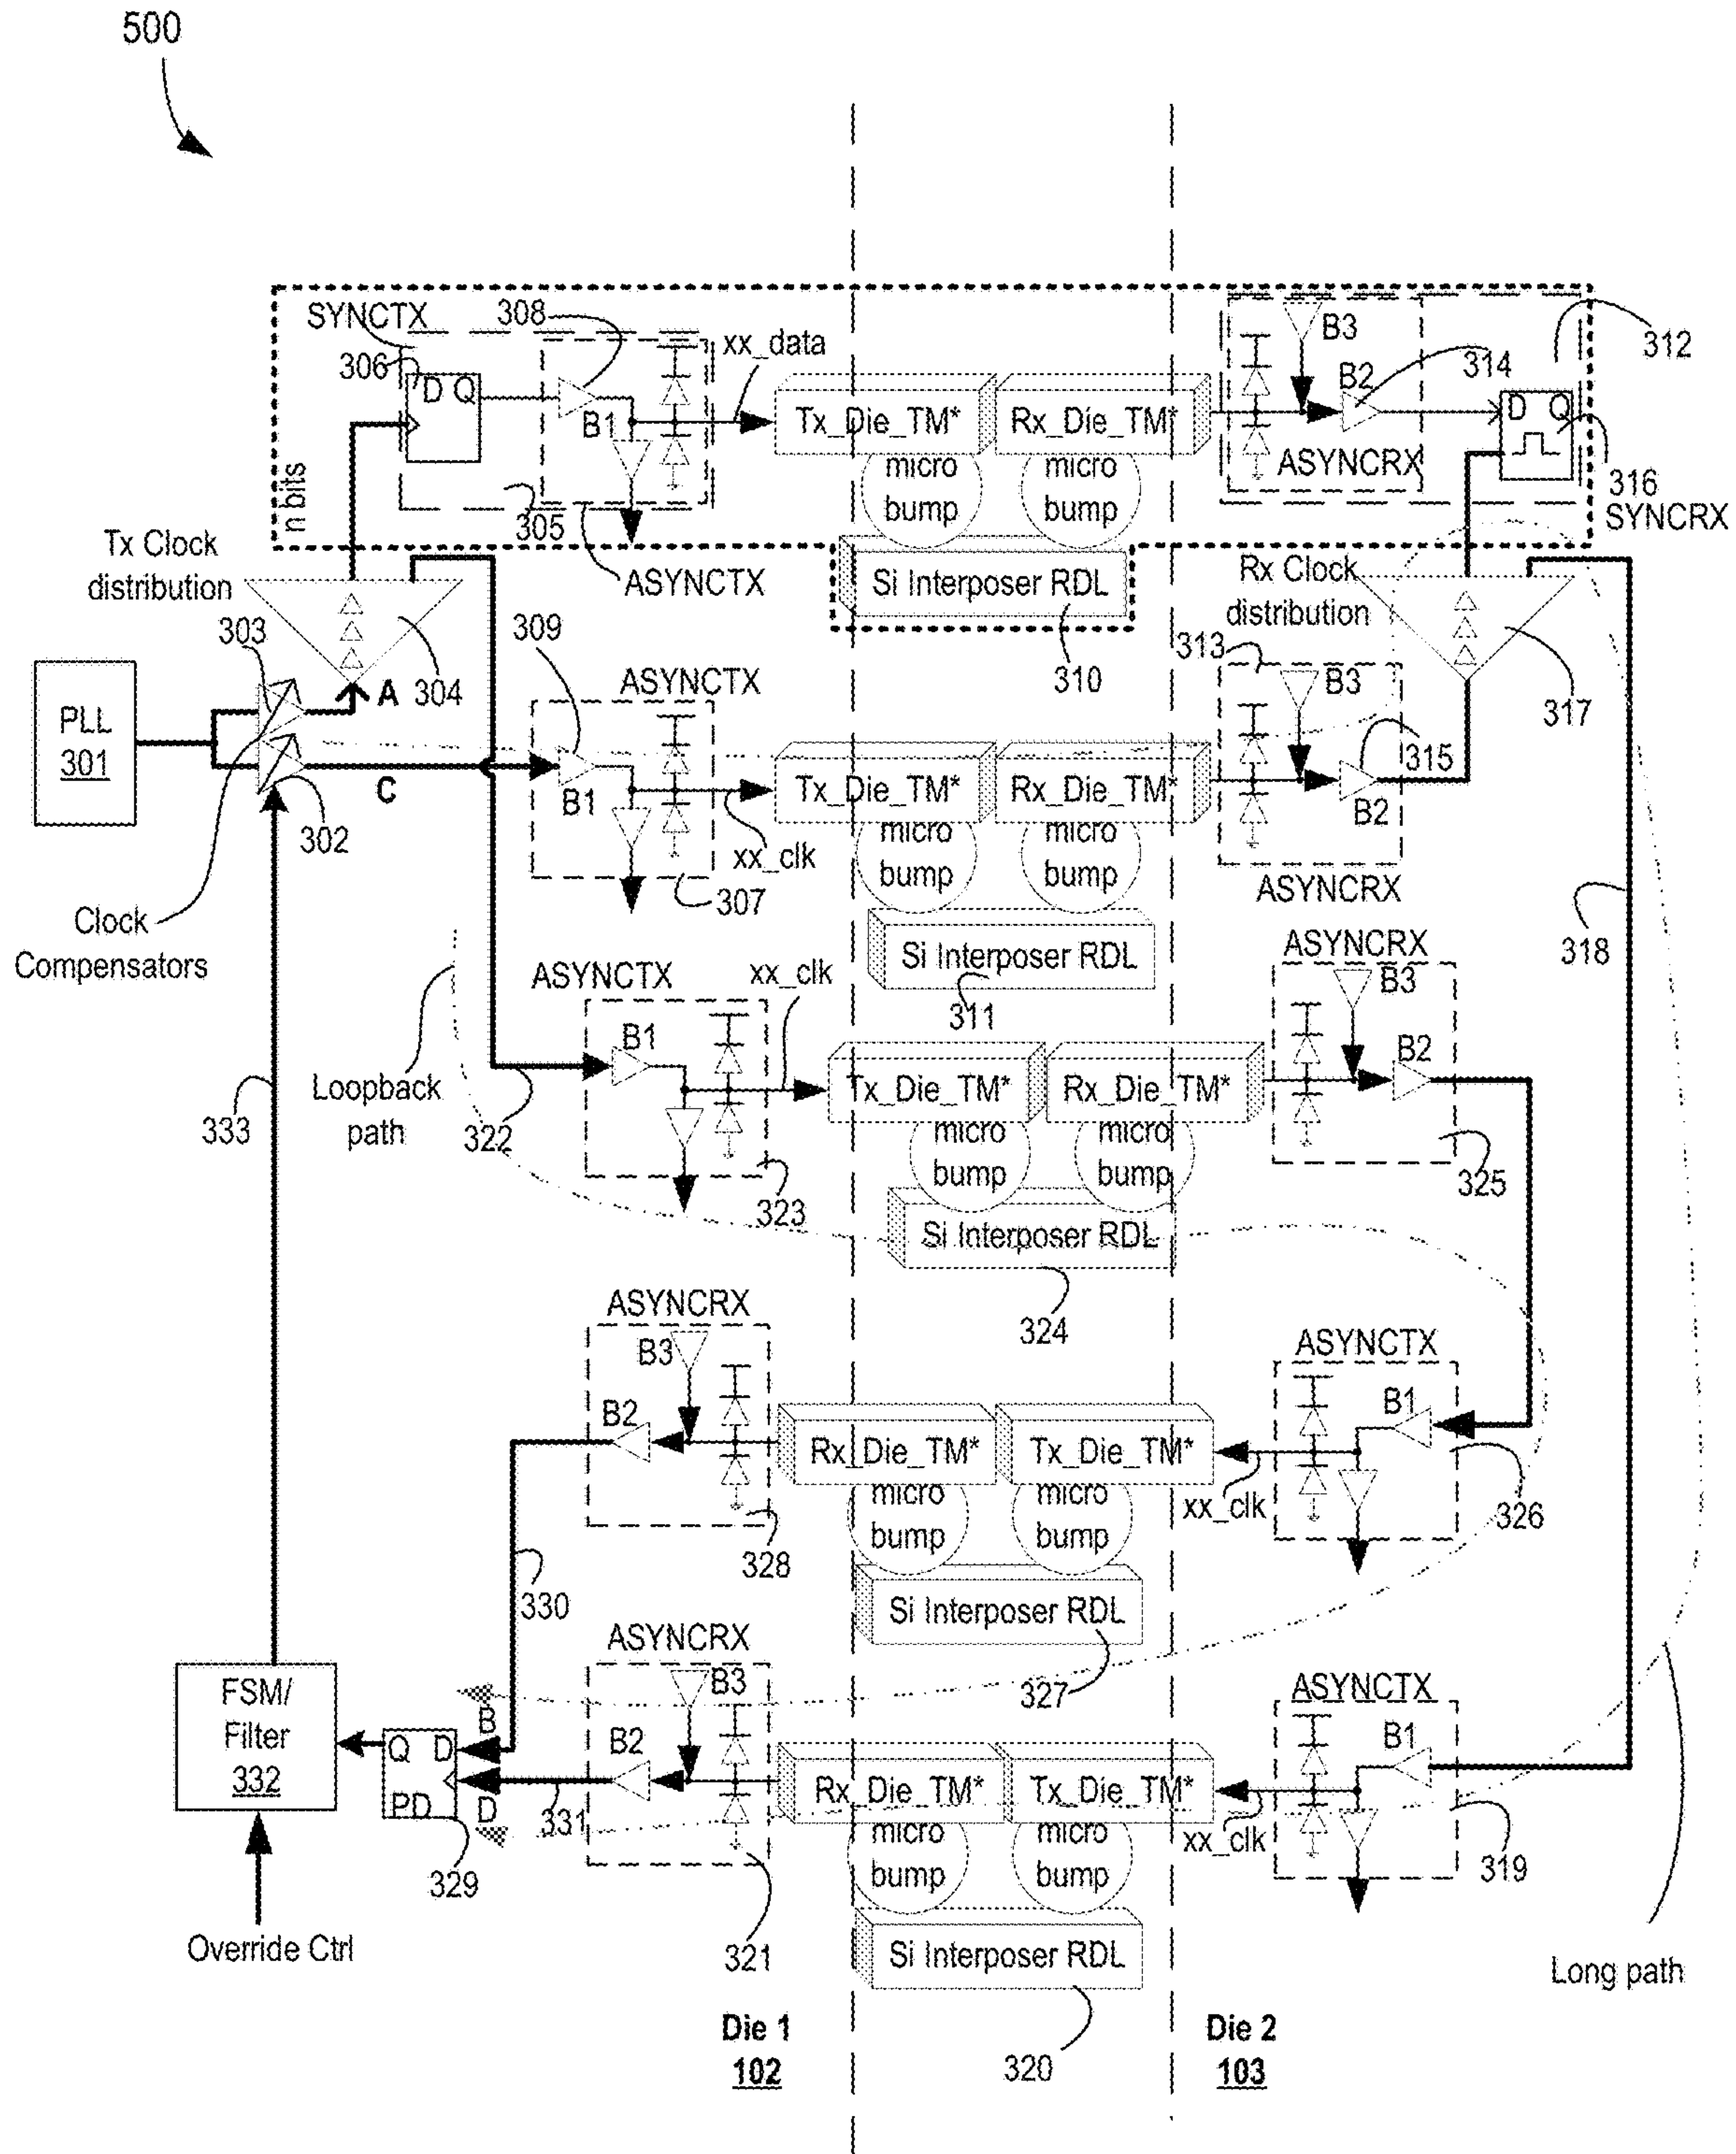 500
SYNCTX
306
D Q
308
B1
xx_data
n bits
305
ASYNCTX
Tx_Die_TM*
Rx_Die_TM*
micro bump
micro bump
Si Interposer RDL
310
B3
B2
314
ASYNCRX
312
D Q
316
SYNCRX
Tx Clock
distribution
303
304
A
PLL
301
C
302
Clock
Compensators
309
ASYNCTX
B1
xx_clk
307
Tx_Die_TM*
Rx_Die_TM*
micro bump
micro bump
Si Interposer RDL
311
Rx Clock
distribution
313
B3
315
B2
ASYNCRX
317
318
ASYNCTX
B1
xx_clk
Loopback
path
322
323
333
Tx_Die_TM*
Rx_Die_TM*
micro bump
micro bump
Si Interposer RDL
324
ASYNCRX
B3
B2
325
ASYNCRX
B3
B2
328
330
Rx_Die_TM*
Tx_Die_TM*
micro bump
micro bump
Si Interposer RDL
327
ASYNCTX
B1
xx_clk
326
FSM/
Filter
332
Override Ctrl
Q D
PD
329
B
D
331
ASYNCRX
B3
B2
321
Rx_Die_TM*
Tx_Die_TM*
micro bump
micro bump
Si Interposer RDL
320
ASYNCTX
B1
xx_clk
319
Long path
Die 1
102
Die 2
103